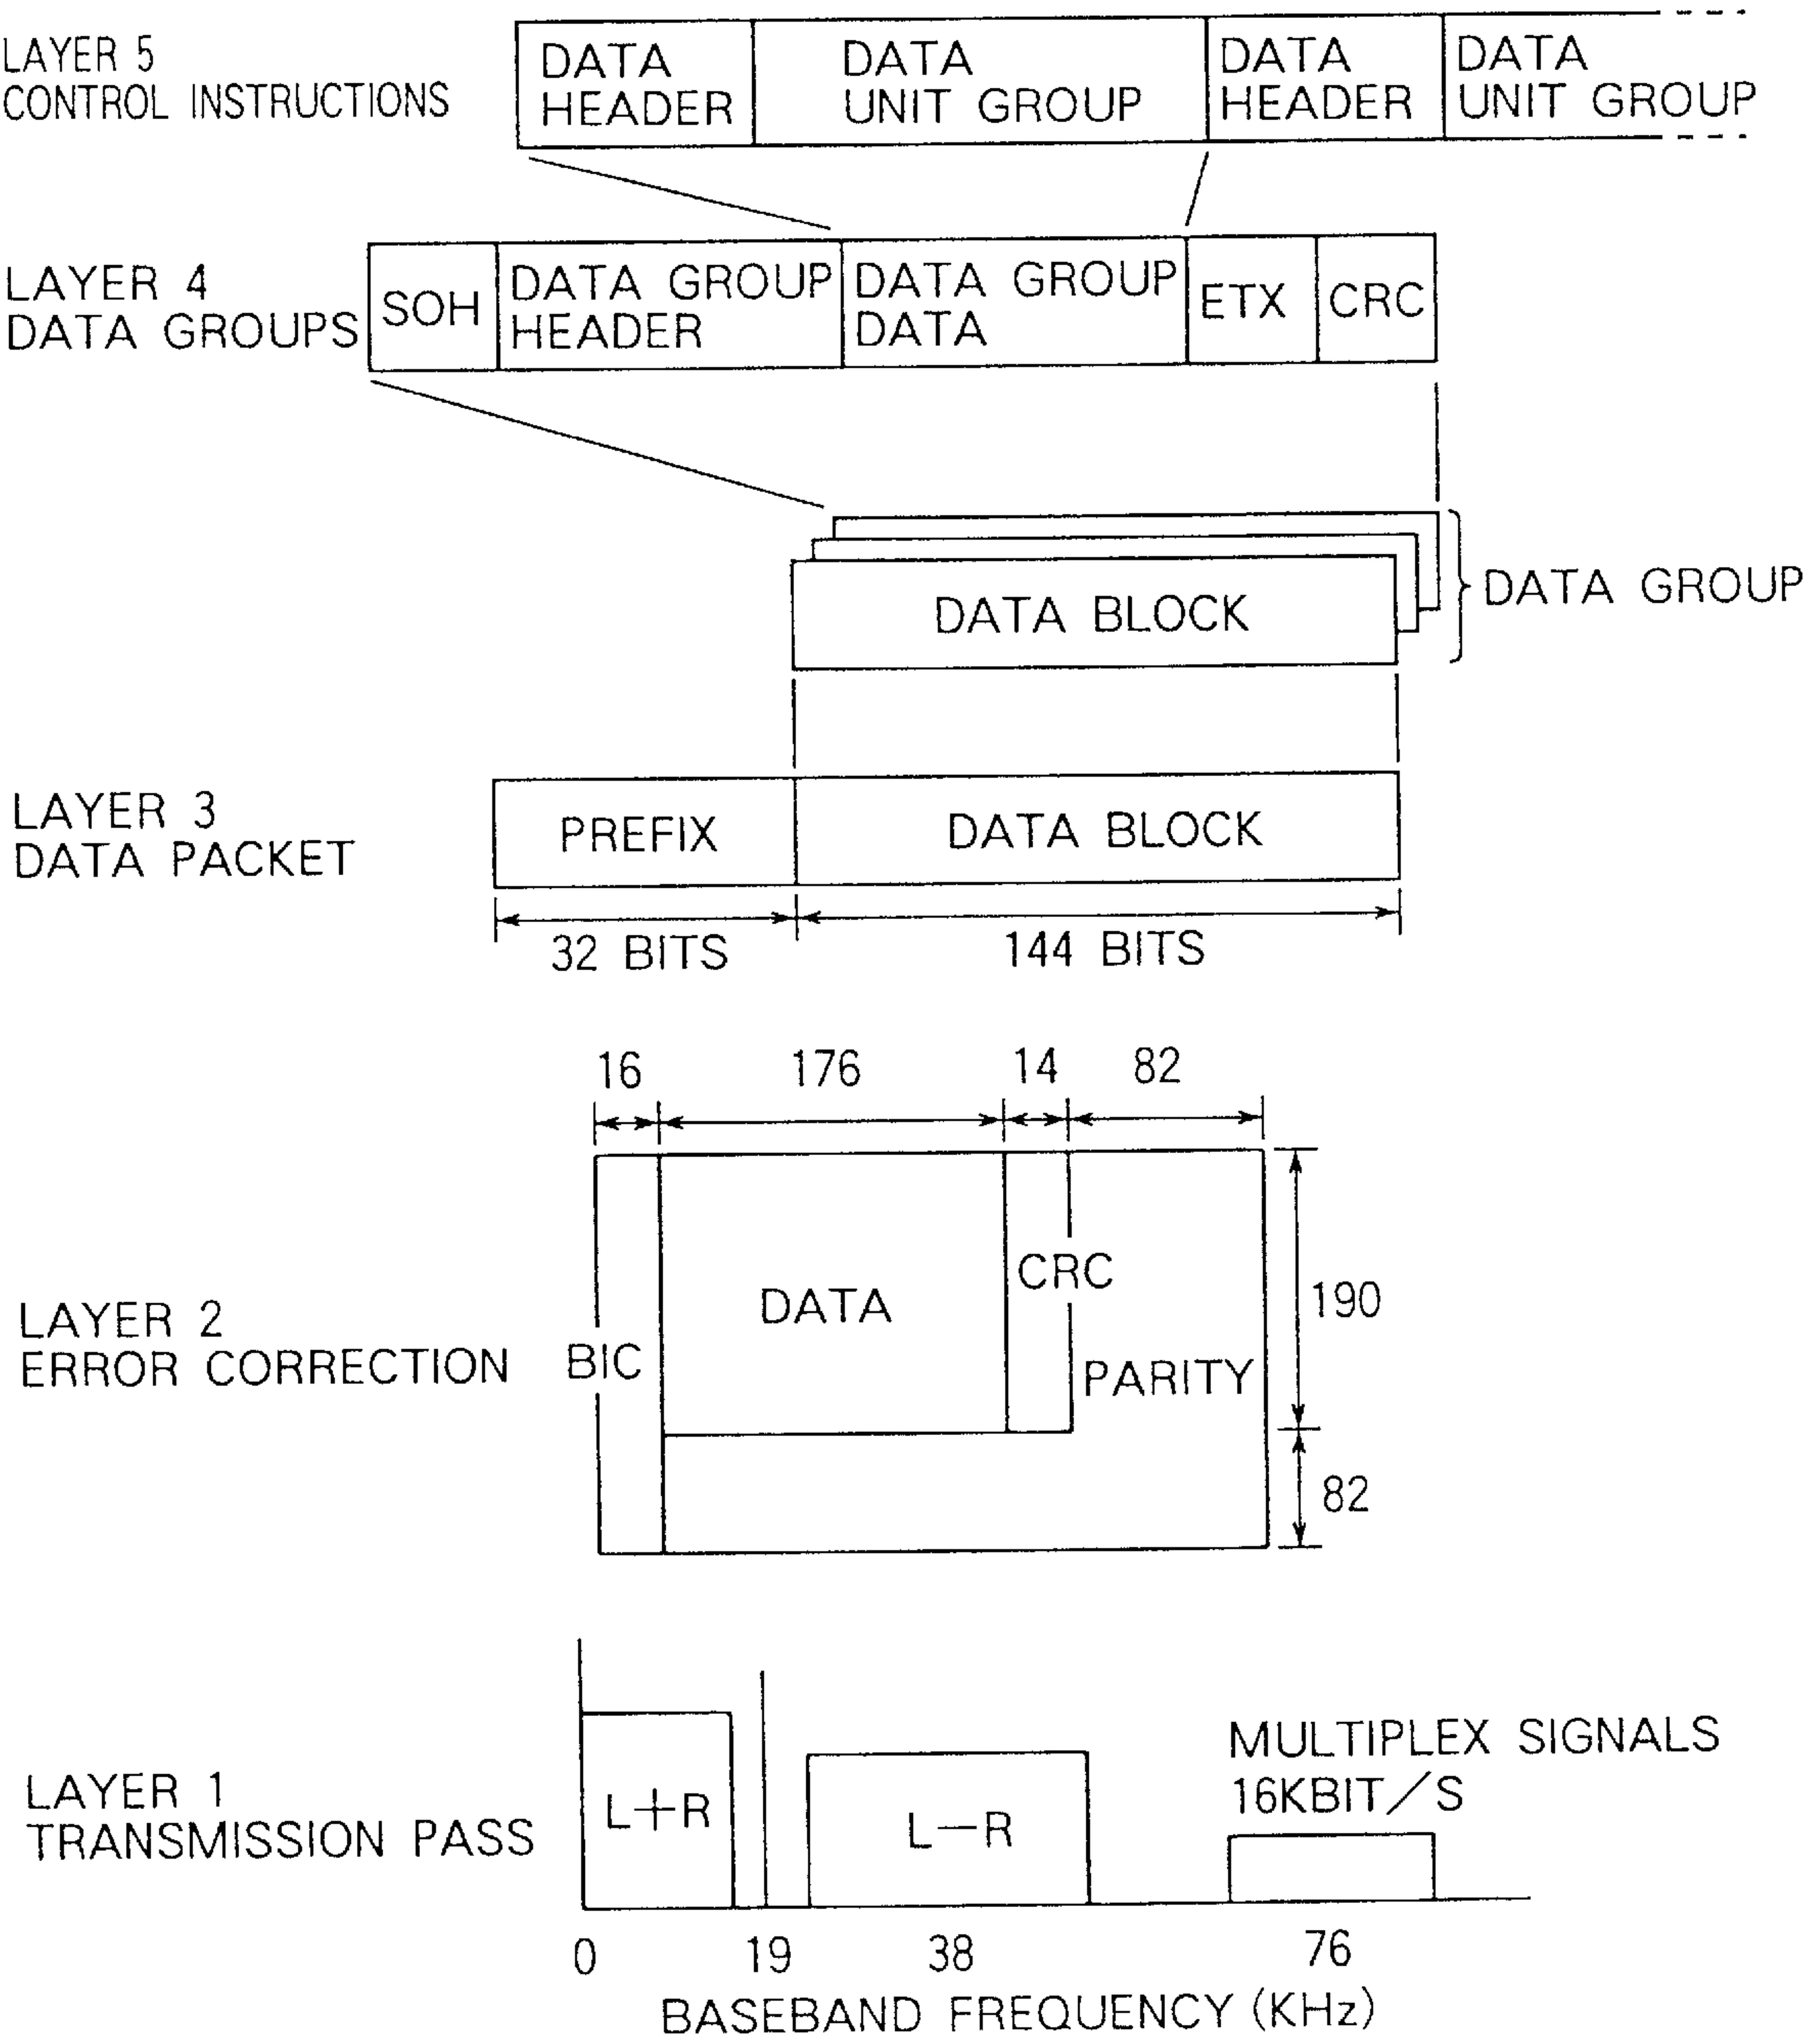 LAYER 5
CONTROL INSTRUCTIONS
DATA HEADER
DATA UNIT GROUP
DATA HEADER
DATA UNIT GROUP
LAYER 4
DATA GROUPS
SOH
DATA GROUP HEADER
DATA GROUP DATA
ETX
CRC
DATA BLOCK
DATA GROUP
LAYER 3
DATA PACKET
PREFIX
DATA BLOCK
32 BITS
144 BITS
16
176
14
82
LAYER 2
ERROR CORRECTION
BIC
DATA
CRC
PARITY
190
82
LAYER 1
TRANSMISSION PASS
L+R
L-R
MULTIPLEX SIGNALS
16KBIT/S
0
19
38
76
BASEBAND FREQUENCY (KHz)